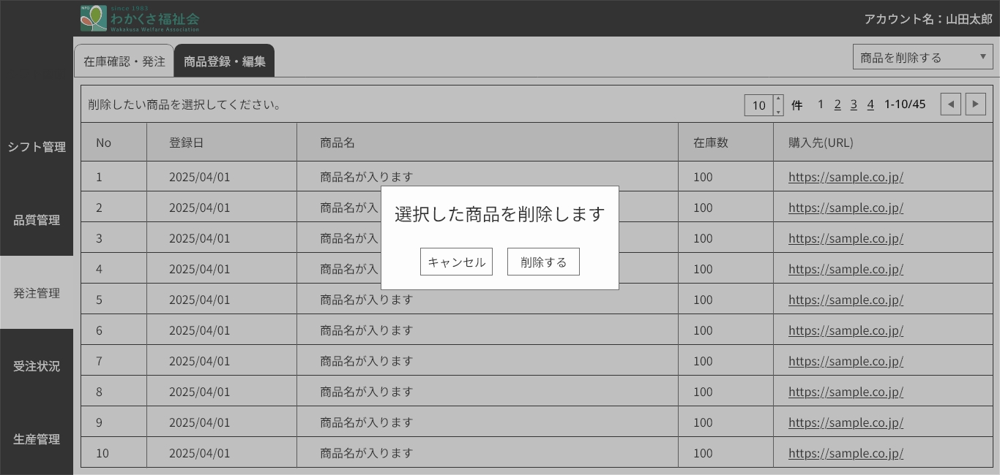 NPO
since 1983
わかくさ福祉会
Wakakusa Welfare Association
アカウント名：山田太郎
在庫確認・発注
商品登録・編集
商品を削除する
シフト管理
品質管理
発注管理
受注状況
生産管理
削除したい商品を選択してください。
10 件 1 2 3 4 1-10/45
No 登録日 商品名 在庫数 購入先(URL)
1 2025/04/01 商品名が入ります 100 https://sample.co.jp/
2 2025/04/01 商品名が入 100 https://sample.co.jp/
3 2025/04/01 商品名が入 100 https://sample.co.jp/
4 2025/04/01 商品名が入 100 https://sample.co.jp/
5 2025/04/01 商品名が入ります 100 https://sample.co.jp/
6 2025/04/01 商品名が入ります 100 https://sample.co.jp/
7 2025/04/01 商品名が入ります 100 https://sample.co.jp/
8 2025/04/01 商品名が入ります 100 https://sample.co.jp/
9 2025/04/01 商品名が入ります 100 https://sample.co.jp/
10 2025/04/01 商品名が入ります 100 https://sample.co.jp/
選択した商品を削除します
キャンセル
削除する